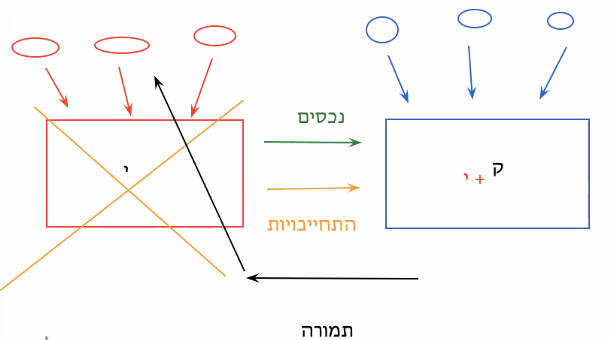 נכסים
י
ק
י +
התחייבויות
תמורה